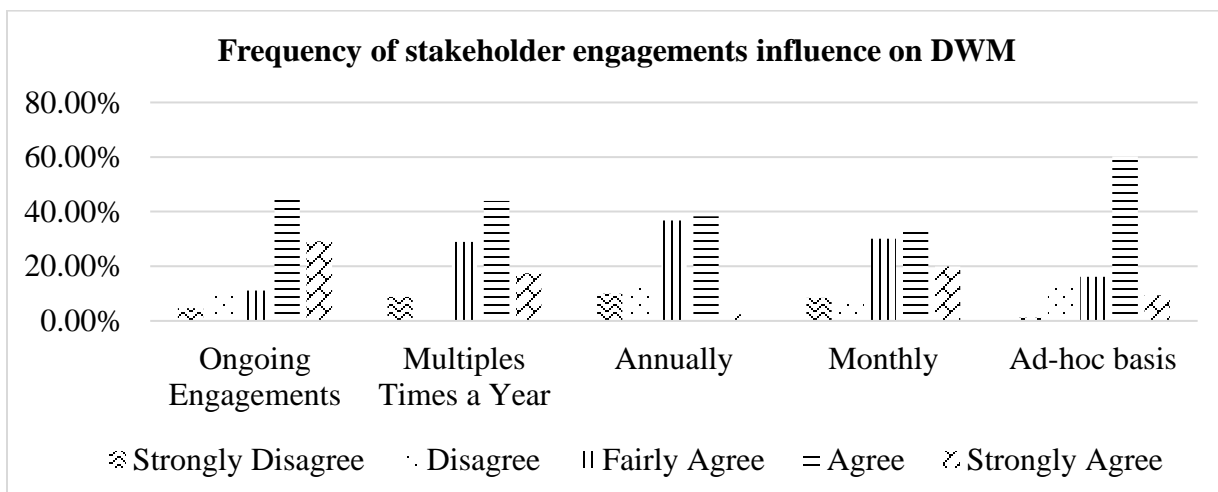 Frequency of stakeholder engagements influence on DWM
80.00%
60.00%
40.00%
20.00%
0.00%
Ongoing Engagements
Multiples Times a Year
Annually
Monthly
Ad-hoc basis
Strongly Disagree
Disagree
Fairly Agree
Agree
Strongly Agree